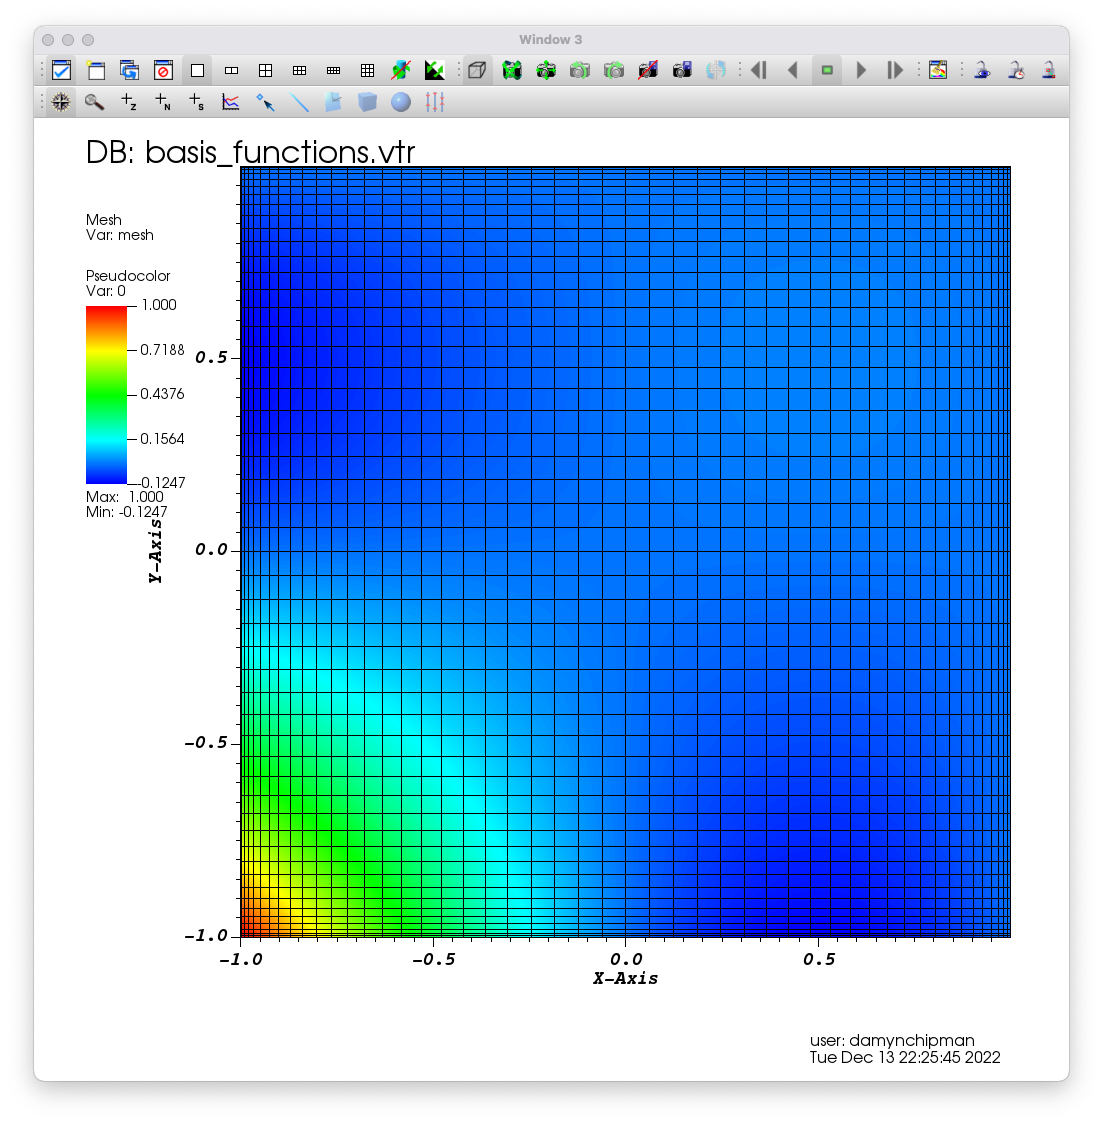 Window 3
+Z
+N
+S
DB: basis_functions.vtr
Mesh
Var: mesh
Pseudocolor
Var: 0
1.000
0.7188
0.4376
0.1564
-0.1247
Max: 1.000
Min: -0.1247
0.5
0.0
-0.5
-1.0
Y-Axis
-1.0 -0.5 0.0 0.5
X-Axis
user: damynchipman
Tue Dec 13 22:25:45 2022